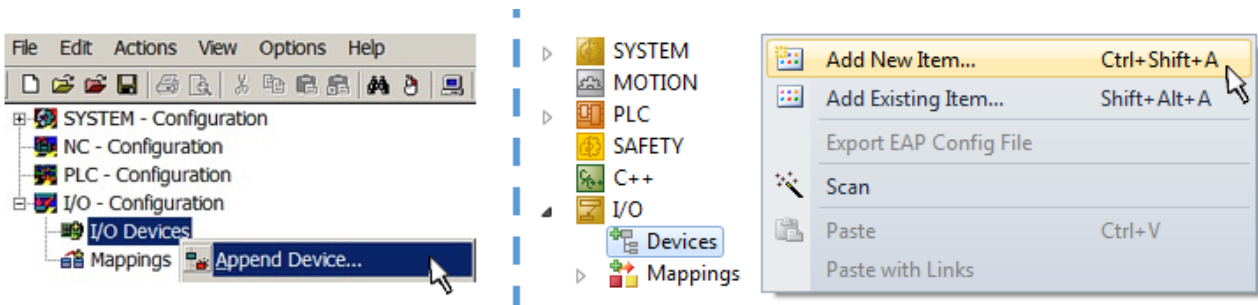 File Edit Actions View Options Help
SYSTEM - Configuration
NC - Configuration
PLC - Configuration
I/O - Configuration
I/O Devices
Mappings
Append Device...
SYSTEM
MOTION
PLC
SAFETY
C++
I/O
Devices
Mappings
Add New Item... Ctrl+Shift+A
Add Existing Item... Shift+Alt+A
Export EAP Config File
Scan
Paste Ctrl+V
Paste with Links